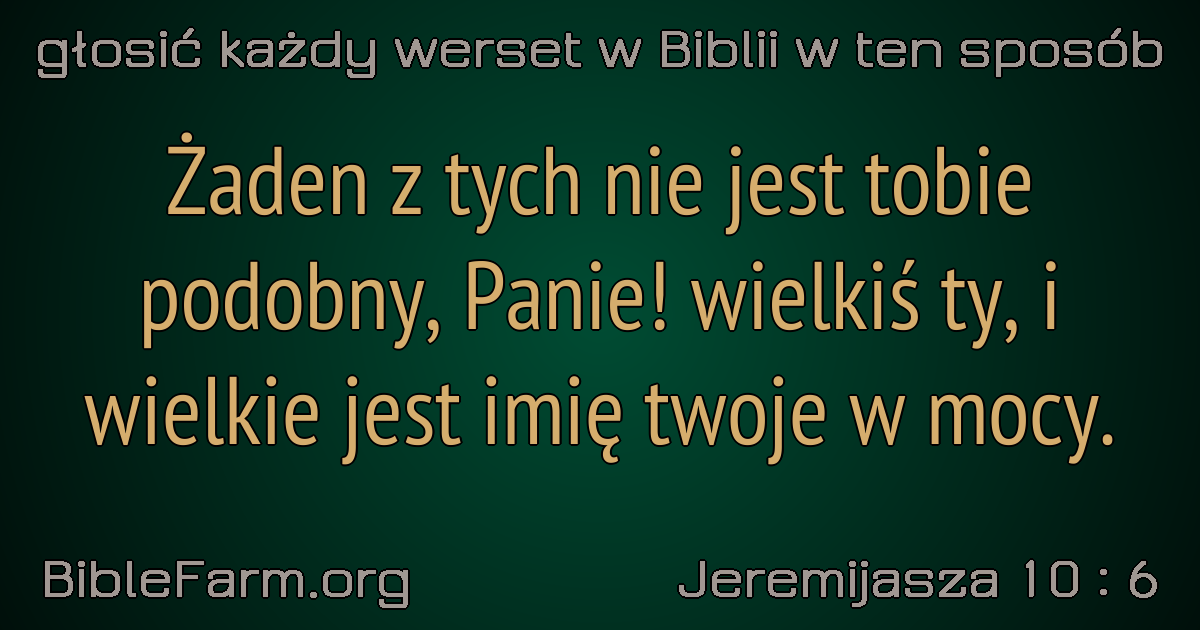 głosić każdy werset w Biblii w ten sposób
Żaden z tych nie jest tobie
podobny, Panie! wielkiś ty, i
wielkie jest imię twoje w mocy.
BibleFarm.org
Jeremijasza 10 : 6